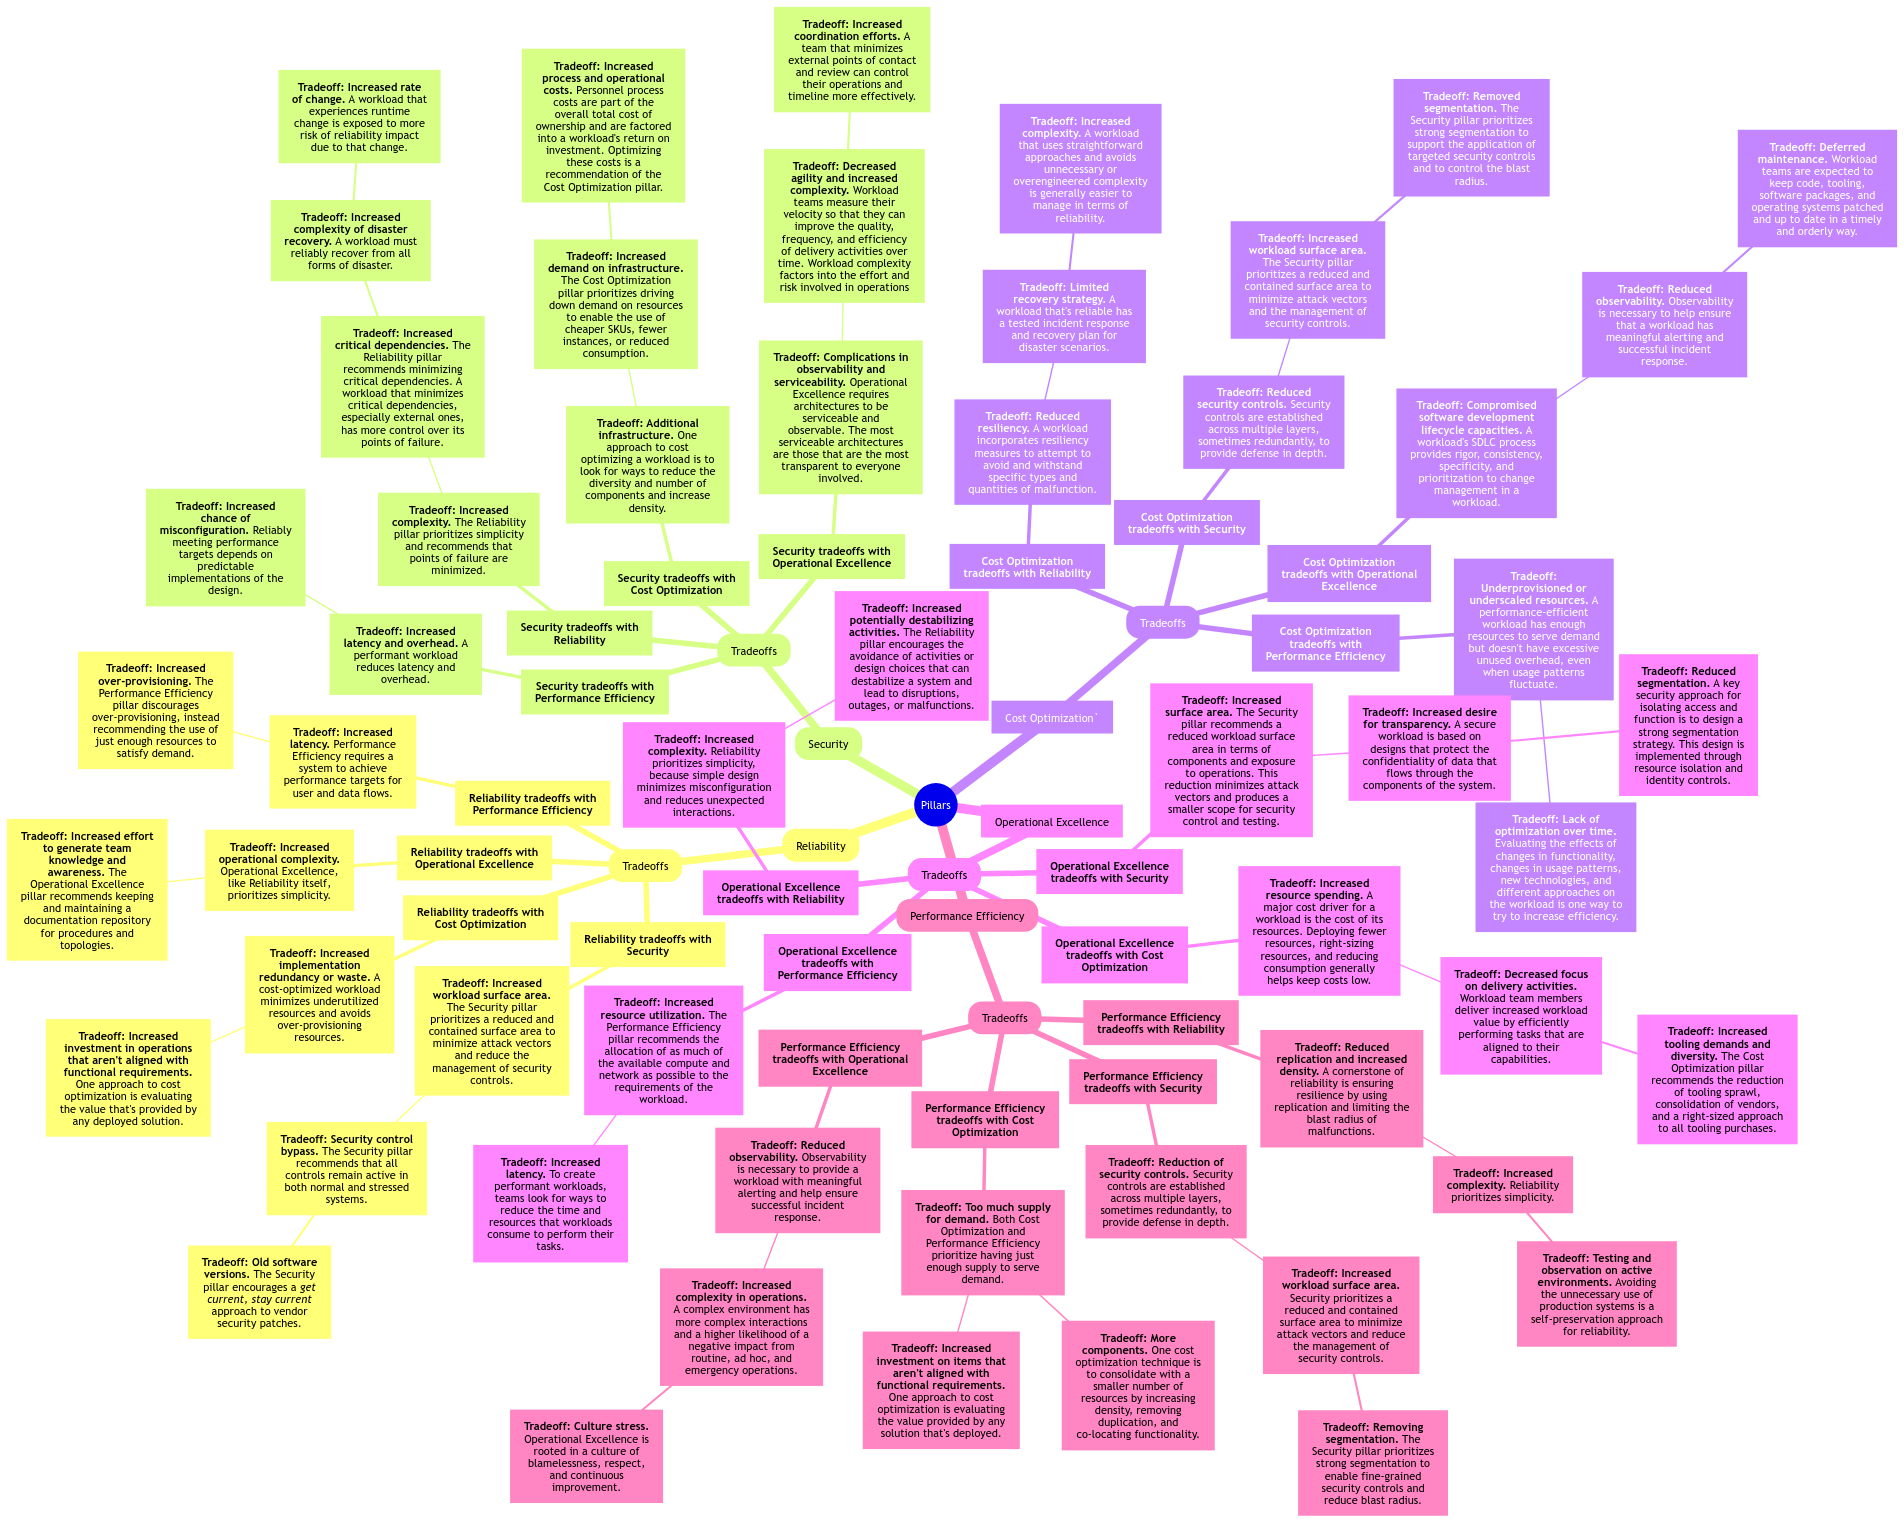 Pillars
Security
Tradeoffs
Security tradeoffs with
Operational Excellence
Tradeoff: Complications in
observability and
serviceability. Operational
Excellence requires
architectures to be
serviceable and
observable. The most
serviceable architectures
are those that are the most
transparent to everyone
involved.
Tradeoff: Decreased
agility and increased
complexity. Workload
teams measure their
velocity so that they can
improve the quality,
frequency, and efficiency
of delivery activities over
time. Workload complexity
factors into the effort and
risk involved in operations
Tradeoff: Increased
coordination efforts. A
team that minimizes
external points of contact
and review can control
their operations and
timeline more effectively.
Security tradeoffs with
Cost Optimization
Tradeoff: Additional
infrastructure. One
approach to cost
optimizing a workload is to
look for ways to reduce the
diversity and number of
components and increase
density.
Tradeoff: Increased
demand on infrastructure.
The Cost Optimization
pillar prioritizes driving
down demand on resources
to enable the use of
cheaper SKUs, fewer
instances, or reduced
consumption.
Tradeoff: Increased
process and operational
costs. Personnel process
costs are part of the
overall total cost of
ownership and are factored
into a workload's return on
investment. Optimizing
these costs is a
recommendation of the
Cost Optimization pillar.
Security tradeoffs with
Reliability
Tradeoff: Increased
complexity. The Reliability
pillar prioritizes simplicity
and recommends that
points of failure are
minimized.
Tradeoff: Increased
critical dependencies. The
Reliability pillar
recommends minimizing
critical dependencies. A
workload that minimizes
critical dependencies,
especially external ones,
has more control over its
points of failure.
Tradeoff: Increased
complexity of disaster
recovery. A workload must
reliably recover from all
forms of disaster.
Tradeoff: Increased rate
of change. A workload that
experiences runtime
change is exposed to more
risk of reliability impact
due to that change.
Security tradeoffs with
Performance Efficiency
Tradeoff: Increased
latency and overhead. A
performant workload
reduces latency and
overhead.
Tradeoff: Increased
chance of
misconfiguration. Reliably
meeting performance
targets depends on
predictable
implementations of the
design.
Cost Optimization`
Tradeoffs
Cost Optimization
tradeoffs with Reliability
Tradeoff: Reduced
resiliency. A workload
incorporates resiliency
measures to attempt to
avoid and withstand
specific types and
quantities of malfunction.
Tradeoff: Limited
recovery strategy. A
workload that's reliable has
a tested incident response
and recovery plan for
disaster scenarios.
Tradeoff: Increased
complexity. A workload
that uses straightforward
approaches and avoids
unnecessary or
overengineered complexity
is generally easier to
manage in terms of
reliability.
Cost Optimization
tradeoffs with Security
Tradeoff: Reduced
security controls. Security
controls are established
across multiple layers,
sometimes redundantly, to
provide defense in depth.
Tradeoff: Increased
workload surface area.
The Security pillar
prioritizes a reduced and
contained surface area to
minimize attack vectors
and the management of
security controls.
Tradeoff: Removed
segmentation. The
Security pillar prioritizes
strong segmentation to
support the application of
targeted security controls
and to control the blast
radius.
Cost Optimization
tradeoffs with Operational
Excellence
Tradeoff: Compromised
software development
lifecycle capacities. A
workload's SDLC process
provides rigor, consistency,
specificity, and
prioritization to change
management in a
workload.
Tradeoff: Reduced
observability. Observability
is necessary to help ensure
that a workload has
meaningful alerting and
successful incident
response.
Tradeoff: Deferred
maintenance. Workload
teams are expected to
keep code, tooling,
software packages, and
operating systems patched
and up to date in a timely
and orderly way.
Cost Optimization
tradeoffs with
Performance Efficiency
Tradeoff:
Underprovisioned or
underscaled resources. A
performance-efficient
workload has enough
resources to serve demand
but doesn't have excessive
unused overhead, even
when usage patterns
fluctuate.
Tradeoff: Lack of
optimization over time.
Evaluating the effects of
changes in functionality,
changes in usage patterns,
new technologies, and
different approaches on
the workload is one way to
try to increase efficiency.
Reliability
Tradeoffs
Reliability tradeoffs with
Performance Efficiency
Tradeoff: Increased
latency. Performance
Efficiency requires a
system to achieve
performance targets for
user and data flows.
Tradeoff: Increased
over-provisioning. The
Performance Efficiency
pillar discourages
over-provisioning, instead
recommending the use of
just enough resources to
satisfy demand.
Reliability tradeoffs with
Operational Excellence
Tradeoff: Increased
operational complexity.
Operational Excellence,
like Reliability itself,
prioritizes simplicity.
Tradeoff: Increased effort
to generate team
knowledge and
awareness. The
Operational Excellence
pillar recommends keeping
and maintaining a
documentation repository
for procedures and
topologies.
Reliability tradeoffs with
Cost Optimization
Tradeoff: Increased
implementation
redundancy or waste. A
cost-optimized workload
minimizes underutilized
resources and avoids
over-provisioning
resources.
Tradeoff: Increased
investment in operations
that aren't aligned with
functional requirements.
One approach to cost
optimization is evaluating
the value that's provided by
any deployed solution.
Reliability tradeoffs with
Security
Tradeoff: Increased
workload surface area.
The Security pillar
prioritizes a reduced and
contained surface area to
minimize attack vectors
and reduce the
management of security
controls.
Tradeoff: Security control
bypass. The Security pillar
recommends that all
controls remain active in
both normal and stressed
systems.
Tradeoff: Old software
versions. The Security
pillar encourages a get
current, stay current
approach to vendor
security patches.
Operational Excellence
Tradeoffs
Operational Excellence
tradeoffs with Reliability
Tradeoff: Increased
complexity. Reliability
prioritizes simplicity,
because simple design
minimizes misconfiguration
and reduces unexpected
interactions.
Tradeoff: Increased
potentially destabilizing
activities. The Reliability
pillar encourages the
avoidance of activities or
design choices that can
destabilize a system and
lead to disruptions,
outages, or malfunctions.
Operational Excellence
tradeoffs with Security
Tradeoff: Increased
surface area. The Security
pillar recommends a
reduced workload surface
area in terms of
components and exposure
to operations. This
reduction minimizes attack
vectors and produces a
smaller scope for security
control and testing.
Tradeoff: Increased desire
for transparency. A secure
workload is based on
designs that protect the
confidentiality of data that
flows through the
components of the system.
Tradeoff: Reduced
segmentation. A key
security approach for
isolating access and
function is to design a
strong segmentation
strategy. This design is
implemented through
resource isolation and
identity controls.
Operational Excellence
tradeoffs with Cost
Optimization
Tradeoff: Increased
resource spending. A
major cost driver for a
workload is the cost of its
resources. Deploying fewer
resources, right-sizing
resources, and reducing
consumption generally
helps keep costs low.
Tradeoff: Decreased focus
on delivery activities.
Workload team members
deliver increased workload
value by efficiently
performing tasks that are
aligned to their
capabilities.
Tradeoff: Increased
tooling demands and
diversity. The Cost
Optimization pillar
recommends the reduction
of tooling sprawl,
consolidation of vendors,
and a right-sized approach
to all tooling purchases.
Operational Excellence
tradeoffs with
Performance Efficiency
Tradeoff: Increased
resource utilization. The
Performance Efficiency
pillar recommends the
allocation of as much of
the available compute and
network as possible to the
requirements of the
workload.
Tradeoff: Increased
latency. To create
performant workloads,
teams look for ways to
reduce the time and
resources that workloads
consume to perform their
tasks.
Performance Efficiency
Tradeoffs
Performance Efficiency
tradeoffs with Reliability
Tradeoff: Reduced
replication and increased
density. A cornerstone of
reliability is ensuring
resilience by using
replication and limiting the
blast radius of
malfunctions.
Tradeoff: Increased
complexity. Reliability
prioritizes simplicity.
Tradeoff: Testing and
observation on active
environments. Avoiding
the unnecessary use of
production systems is a
self-preservation approach
for reliability.
Performance Efficiency
tradeoffs with Security
Tradeoff: Reduction of
security controls. Security
controls are established
across multiple layers,
sometimes redundantly, to
provide defense in depth.
Tradeoff: Increased
workload surface area.
Security prioritizes a
reduced and contained
surface area to minimize
attack vectors and reduce
the management of
security controls.
Tradeoff: Removing
segmentation. The
Security pillar prioritizes
strong segmentation to
enable fine-grained
security controls and
reduce blast radius.
Performance Efficiency
tradeoffs with Cost
Optimization
Tradeoff: Too much supply
for demand. Both Cost
Optimization and
Performance Efficiency
prioritize having just
enough supply to serve
demand.
Tradeoff: Increased
investment on items that
aren't aligned with
functional requirements.
One approach to cost
optimization is evaluating
the value provided by any
solution that's deployed.
Tradeoff: More
components. One cost
optimization technique is
to consolidate with a
smaller number of
resources by increasing
density, removing
duplication, and
co-locating functionality.
Performance Efficiency
tradeoffs with Operational
Excellence
Tradeoff: Reduced
observability. Observability
is necessary to provide a
workload with meaningful
alerting and help ensure
successful incident
response.
Tradeoff: Increased
complexity in operations.
A complex environment has
more complex interactions
and a higher likelihood of a
negative impact from
routine, ad hoc, and
emergency operations.
Tradeoff: Culture stress.
Operational Excellence is
rooted in a culture of
blamelessness, respect,
and continuous
improvement.